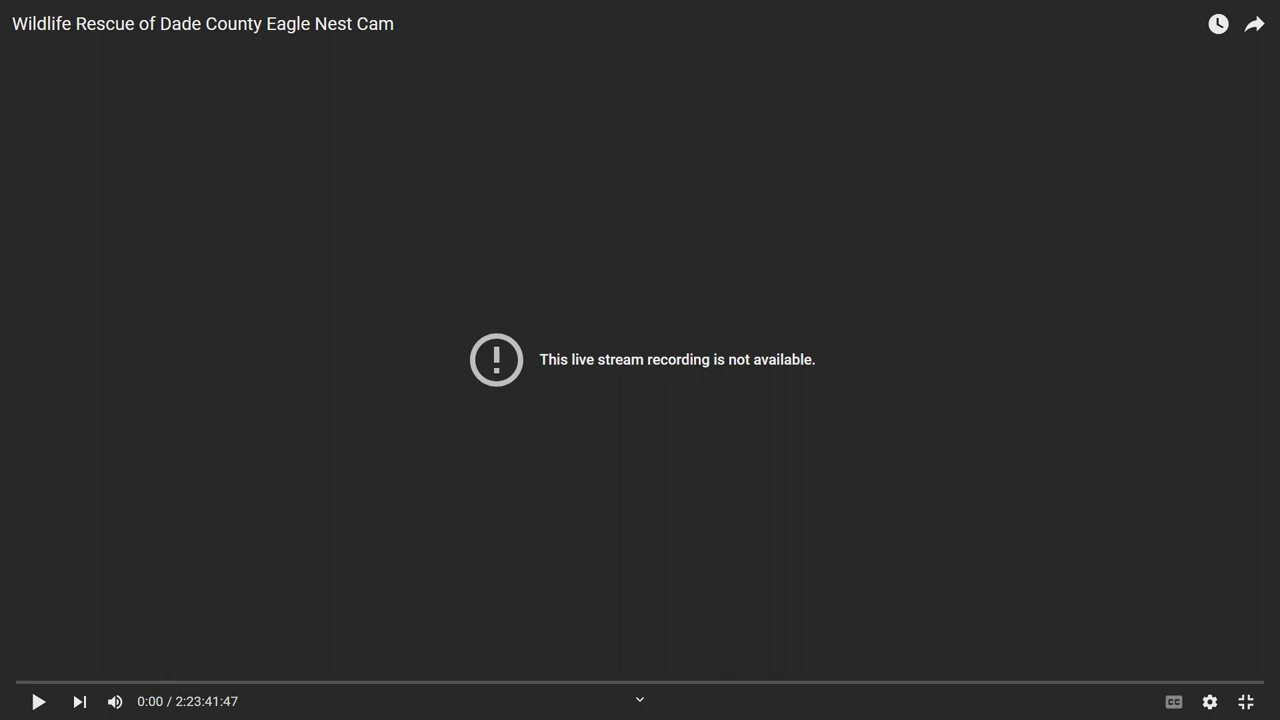 Wildlife Rescue of Dade County Eagle Nest Cam
This live stream recording is not available.
0:00 / 2:23:41:47
CC